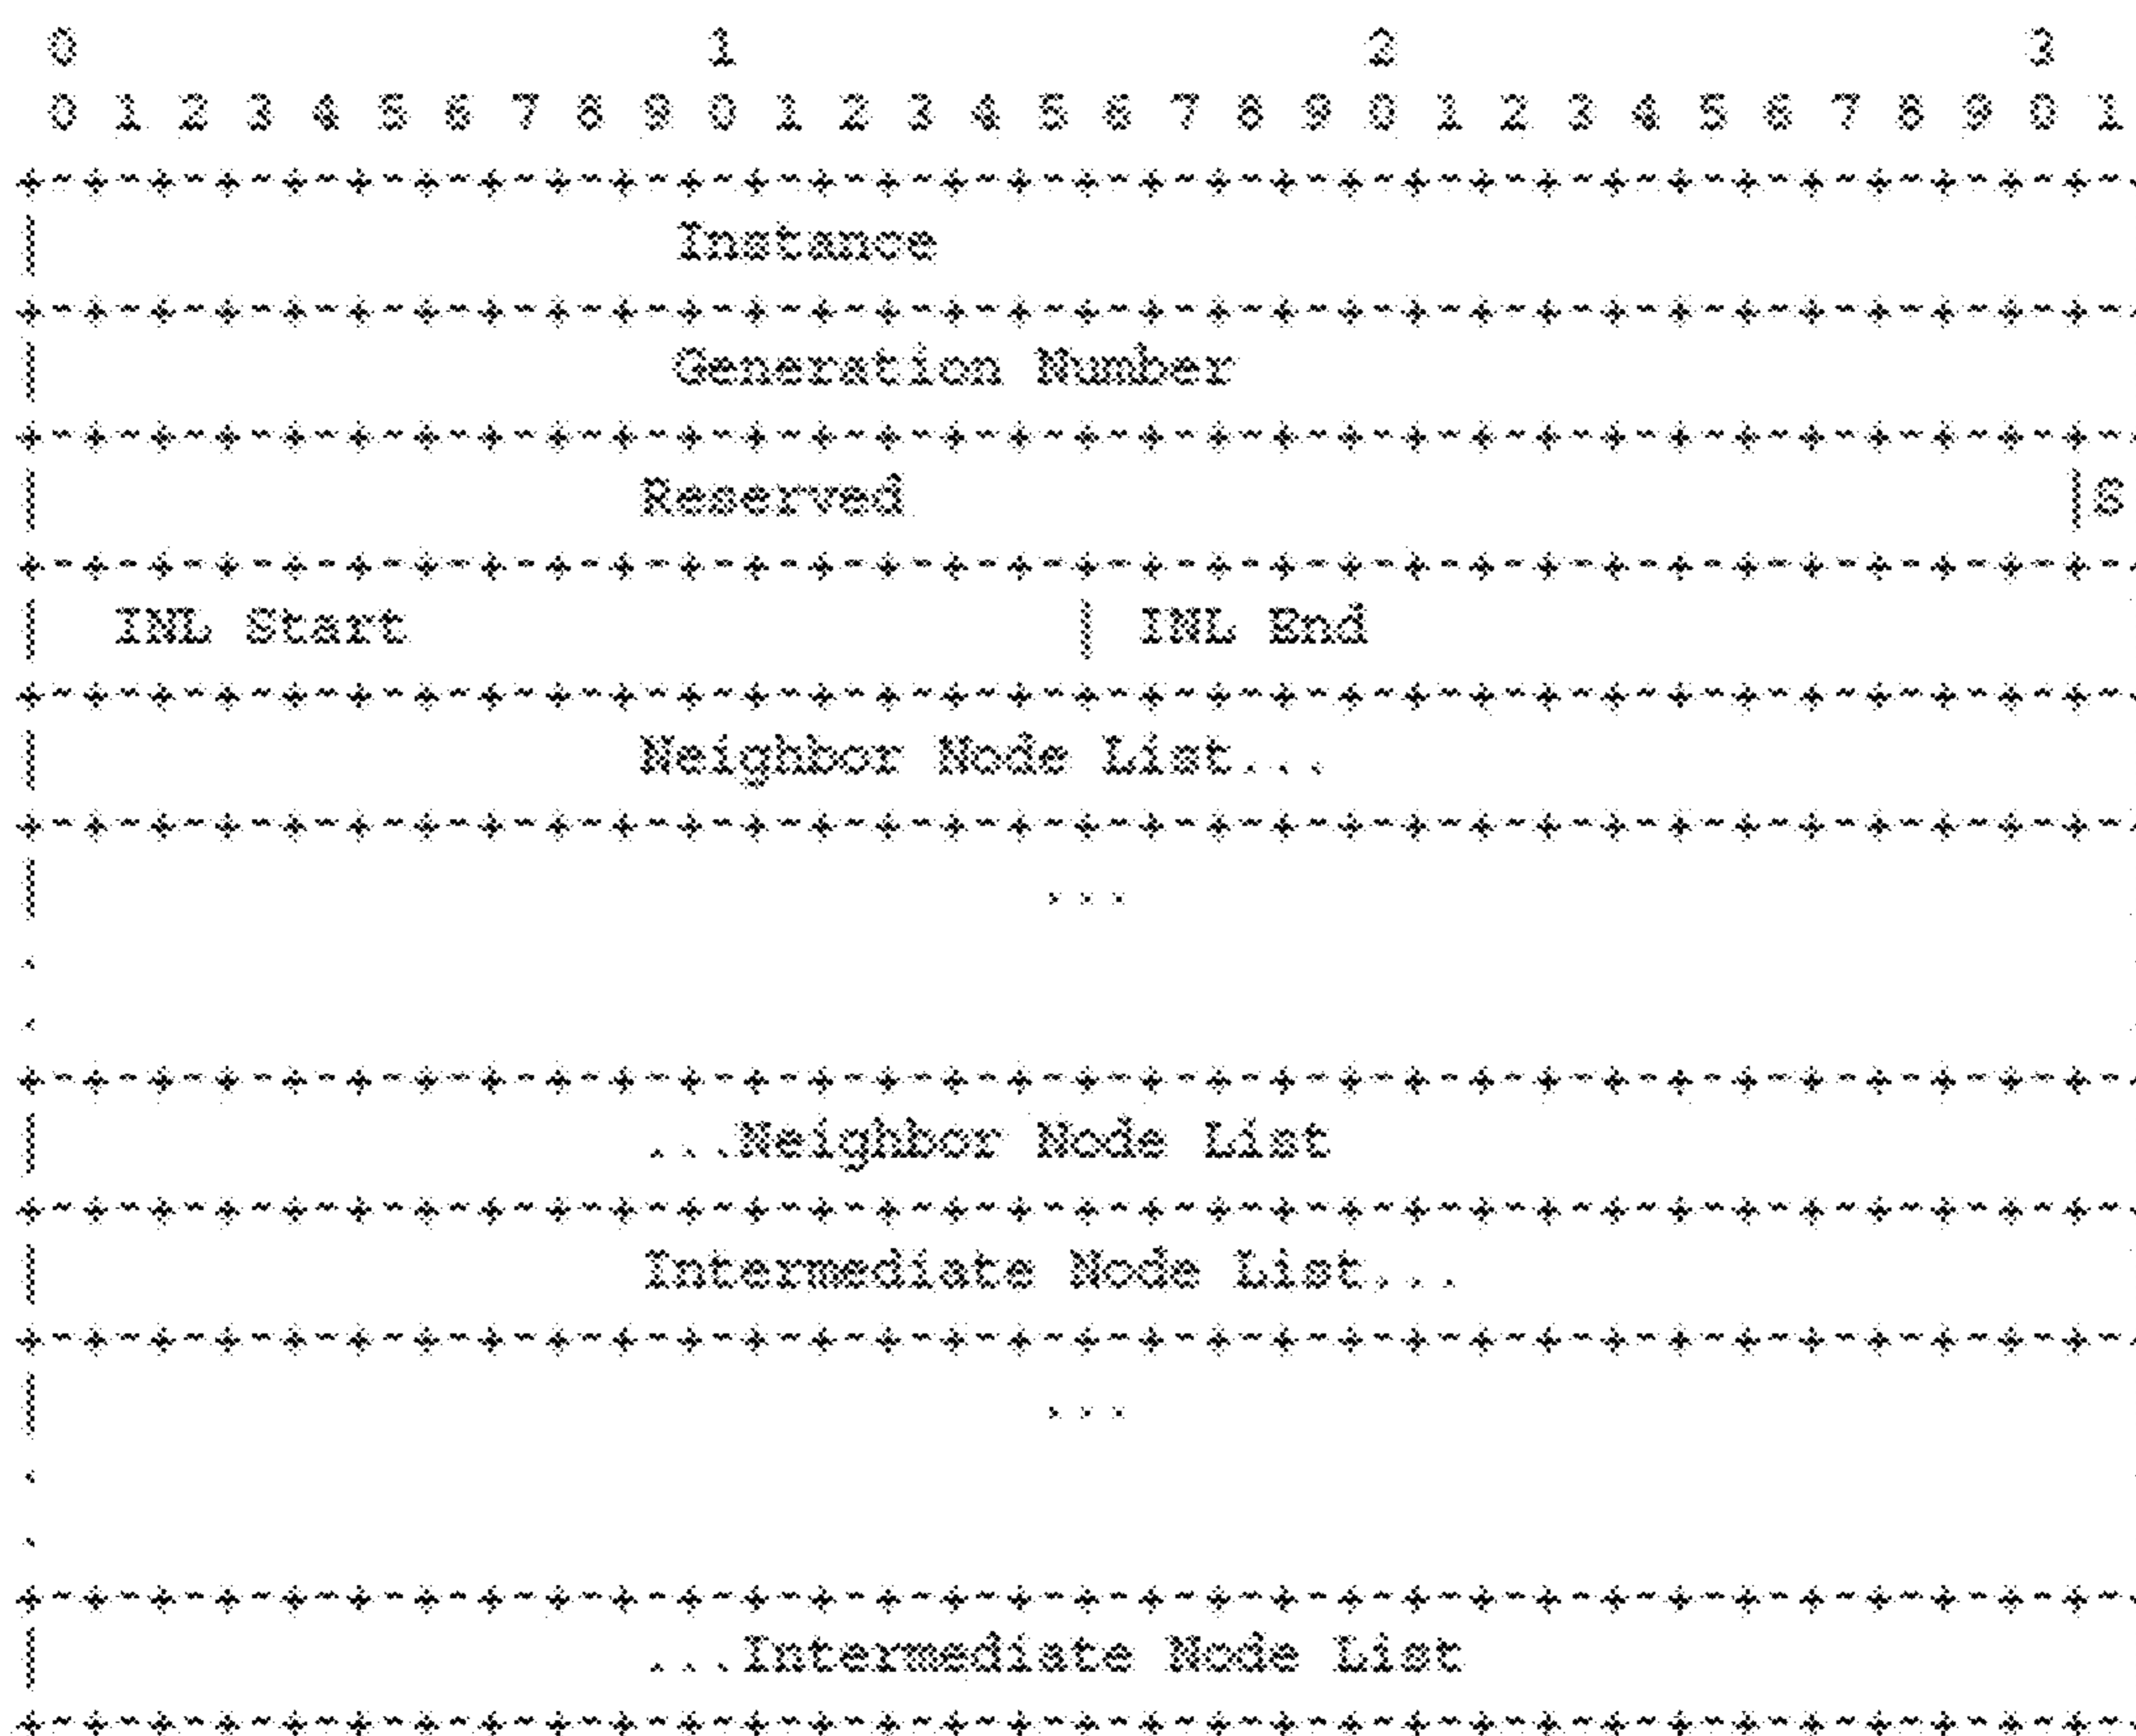 0 1 2 3
0 1 2 3 4 5 6 7 8 9 0 1 2 3 4 5 6 7 8 9 0 1 2 3 4 5 6 7 8 9 0 1
+-+-+-+-+-+-+-+-+-+-+-+-+-+-+-+-+-+-+-+-+-+-+-+-+-+-+-+-+-+-+-+-
| Instance
+-+-+-+-+-+-+-+-+-+-+-+-+-+-+-+-+-+-+-+-+-+-+-+-+-+-+-+-+-+-+-+-
| Generation Number
+-+-+-+-+-+-+-+-+-+-+-+-+-+-+-+-+-+-+-+-+-+-+-+-+-+-+-+-+-+-+-+-
| Reserved |S
+-+-+-+-+-+-+-+-+-+-+-+-+-+-+-+-+-+-+-+-+-+-+-+-+-+-+-+-+-+-+-+-
| INL Start | INL End
+-+-+-+-+-+-+-+-+-+-+-+-+-+-+-+-+-+-+-+-+-+-+-+-+-+-+-+-+-+-+-+-
| Neighbor Node List...
+-+-+-+-+-+-+-+-+-+-+-+-+-+-+-+-+-+-+-+-+-+-+-+-+-+-+-+-+-+-+-+-
| ...
.
.
+-+-+-+-+-+-+-+-+-+-+-+-+-+-+-+-+-+-+-+-+-+-+-+-+-+-+-+-+-+-+-+-
| ...Neighbor Node List
+-+-+-+-+-+-+-+-+-+-+-+-+-+-+-+-+-+-+-+-+-+-+-+-+-+-+-+-+-+-+-+-
| Intermediate Node List...
+-+-+-+-+-+-+-+-+-+-+-+-+-+-+-+-+-+-+-+-+-+-+-+-+-+-+-+-+-+-+-+-
| ...
.
.
+-+-+-+-+-+-+-+-+-+-+-+-+-+-+-+-+-+-+-+-+-+-+-+-+-+-+-+-+-+-+-+-
| ...Intermediate Node List
+-+-+-+-+-+-+-+-+-+-+-+-+-+-+-+-+-+-+-+-+-+-+-+-+-+-+-+-+-+-+-+-